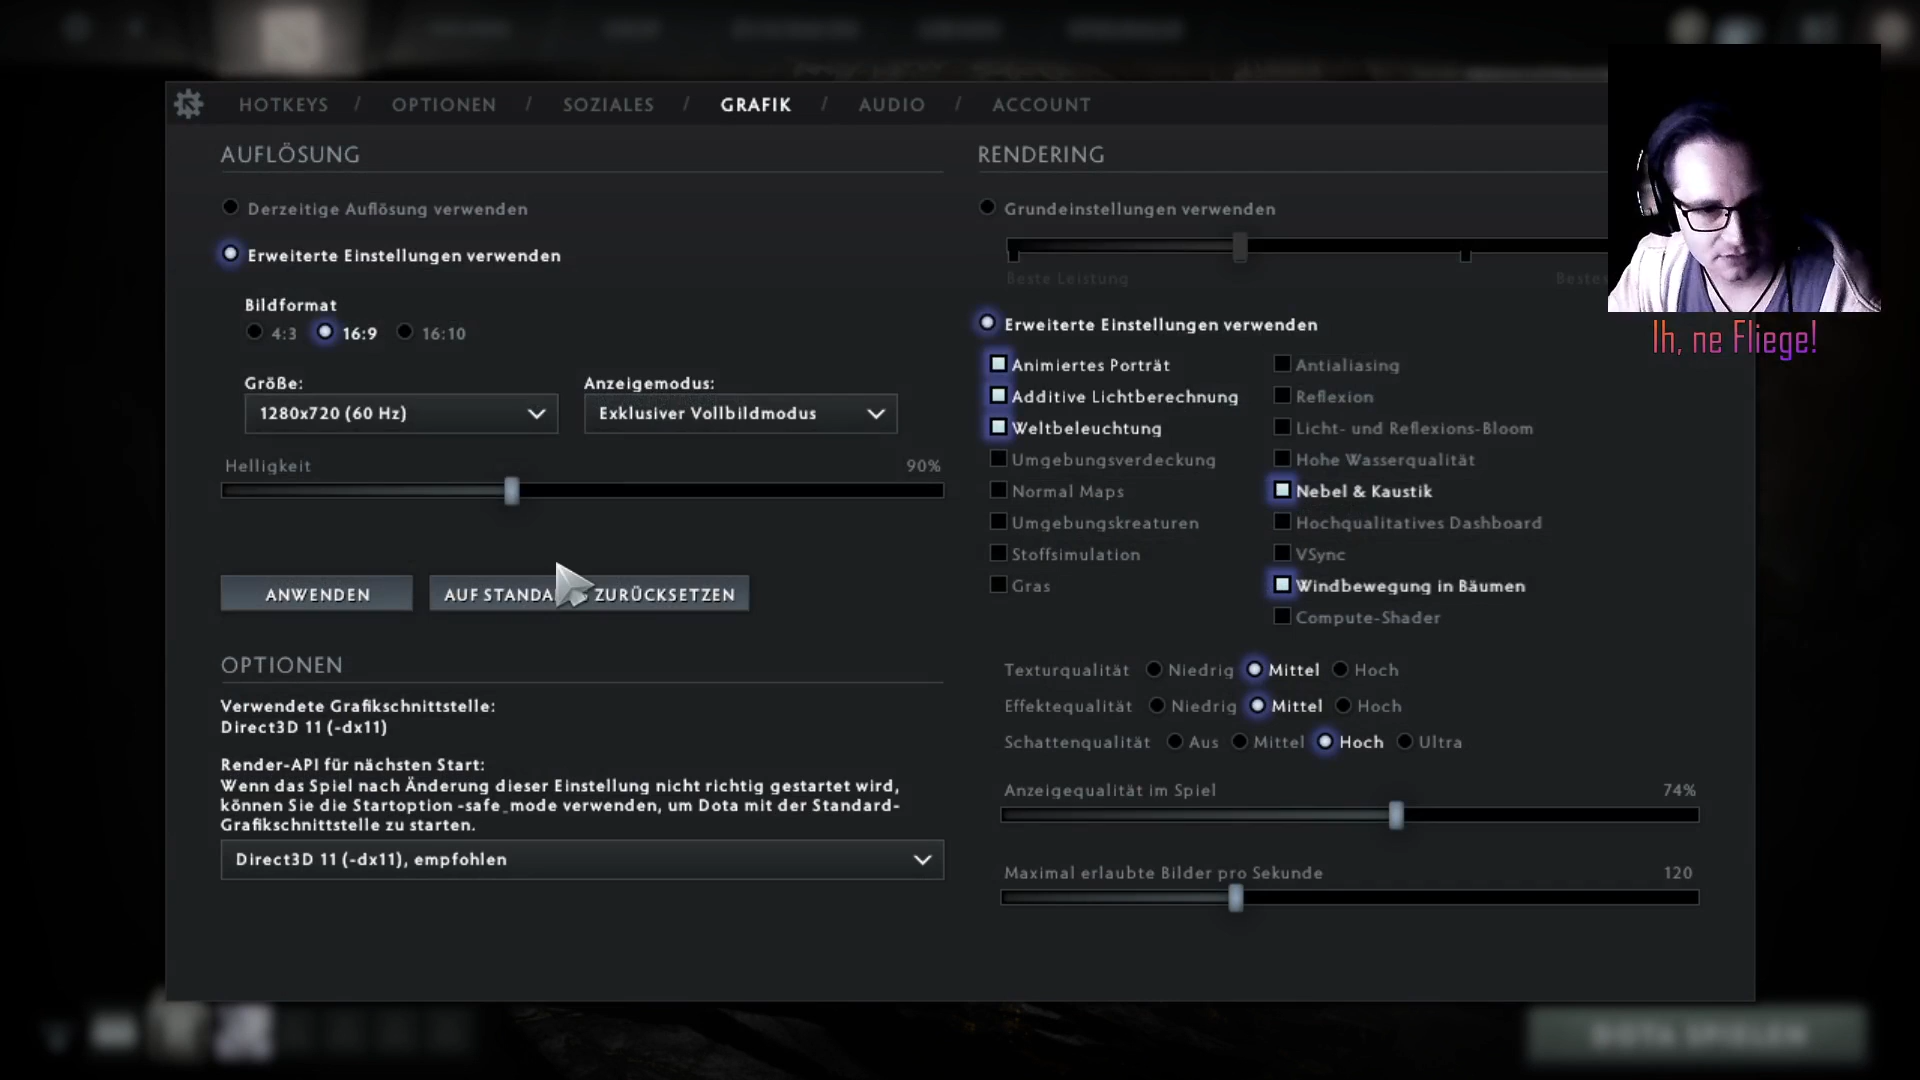 HOTKEYS / OPTIONEN / SOZIALES / GRAFIK / AUDIO / ACCOUNT
AUFLÖSUNG
Derzeitige Auflösung verwenden
Erweiterte Einstellungen verwenden
Bildformat
4:3 16:9 16:10
Größe:
Anzeigemodus:
1280x720 (60 Hz)
Exklusiver Vollbildmodus
Helligkeit
90%
ANWENDEN
AUF ZURÜCKSETZEN
OPTIONEN
Verwendete Grafikschnittstelle:
Direct3D 11 (-dx11)
Render-API für nächsten Start:
Wenn das Spiel nach Änderung dieser Einstellung nicht richtig gestartet wird,
können Sie die Startoption -safe_mode verwenden, um Dota mit der Standard-
Grafikschnittstelle zu starten.
Direct3D 11 (-dx11), empfohlen
RENDERING
Grundeinstellungen verwenden
Beste Leistung
Erweiterte Einstellungen verwenden
Animiertes Porträt
Additive Lichtberechnung
Weltbeleuchtung
Umgebungsverdeckung
Normal Maps
Umgebungskreaturen
Stoffsimulation
Gras
Antialiasing
Reflexion
Licht- und Reflexions-Bloom
Hohe Wasserqualität
Nebel & Kaustik
Hochqualitatives Dashboard
VSync
Windbewegung in Bäumen
Compute-Shader
Texturqualität Niedrig Mittel Hoch
Effektequalität Niedrig Mittel Hoch
Schattenqualität Aus Mittel Hoch Ultra
Anzeigequalität im Spiel
74%
Maximal erlaubte Bilder pro Sekunde
120
Ih, ne Fliege!
DOTA SPIELEN